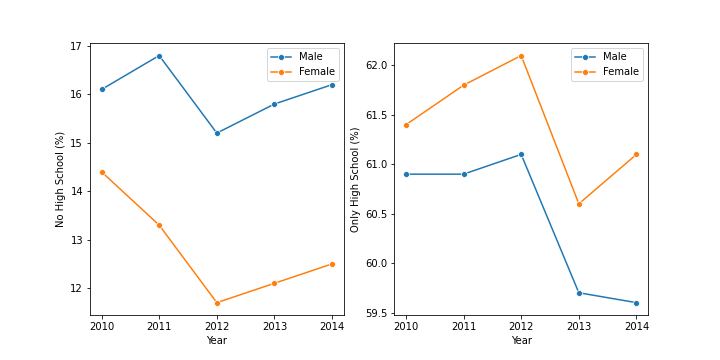 No High School (%)
17
16
15
14
13
12
2010 2011 2012 2013 2014
Year
Male
Female
Only High School (%)
62.0
61.5
61.0
60.5
60.0
59.5
2010 2011 2012 2013 2014
Year
Male
Female